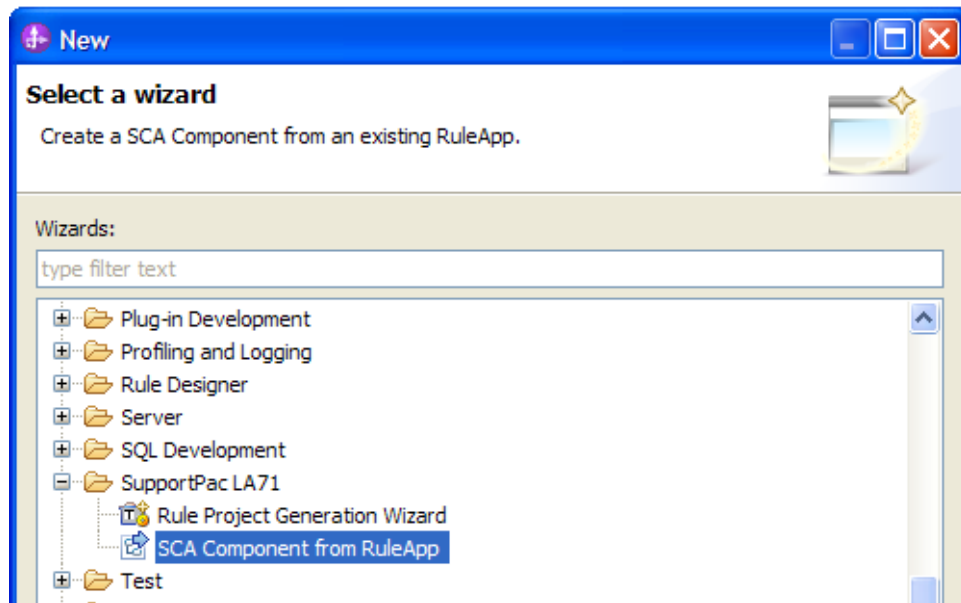 New
Select a wizard
Create a SCA Component from an existing RuleApp.
Wizards:
type filter text
Plug-in Development
Profiling and Logging
Rule Designer
Server
SQL Development
SupportPac LA71
Rule Project Generation Wizard
SCA Component from RuleApp
Test